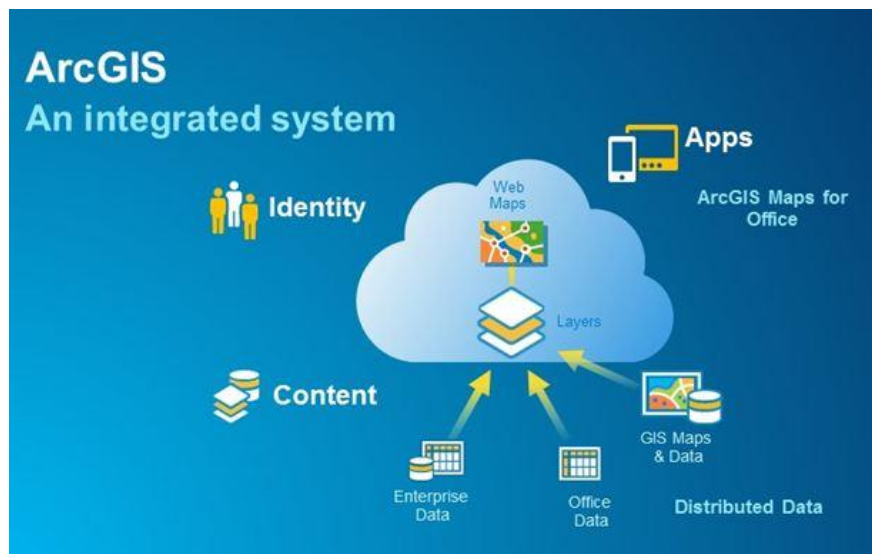 ArcGIS
An integrated system
Apps
ArcGIS Maps for
Office
Identity
Web
Maps
Layers
Content
GIS Maps
& Data
Enterprise
Data
Office
Data
Distributed Data